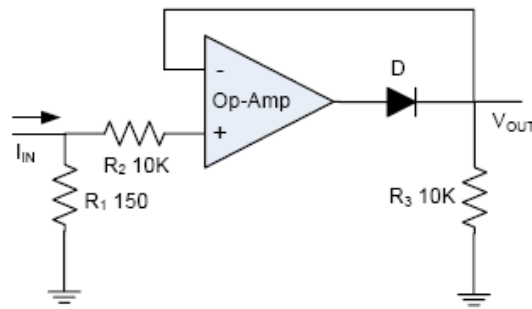 -
Op-Amp
+
D
V_OUT
I_IN
R₂ 10K
R₁ 150
R₃ 10K